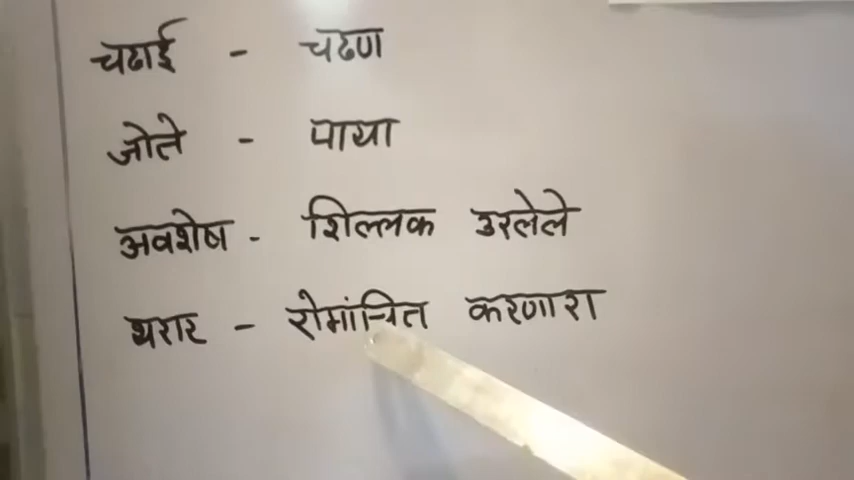 चढाई - चढण
जोते - पाया
अवशेष - शिल्लक उरलेले
थरार - रोमांचित करणारा